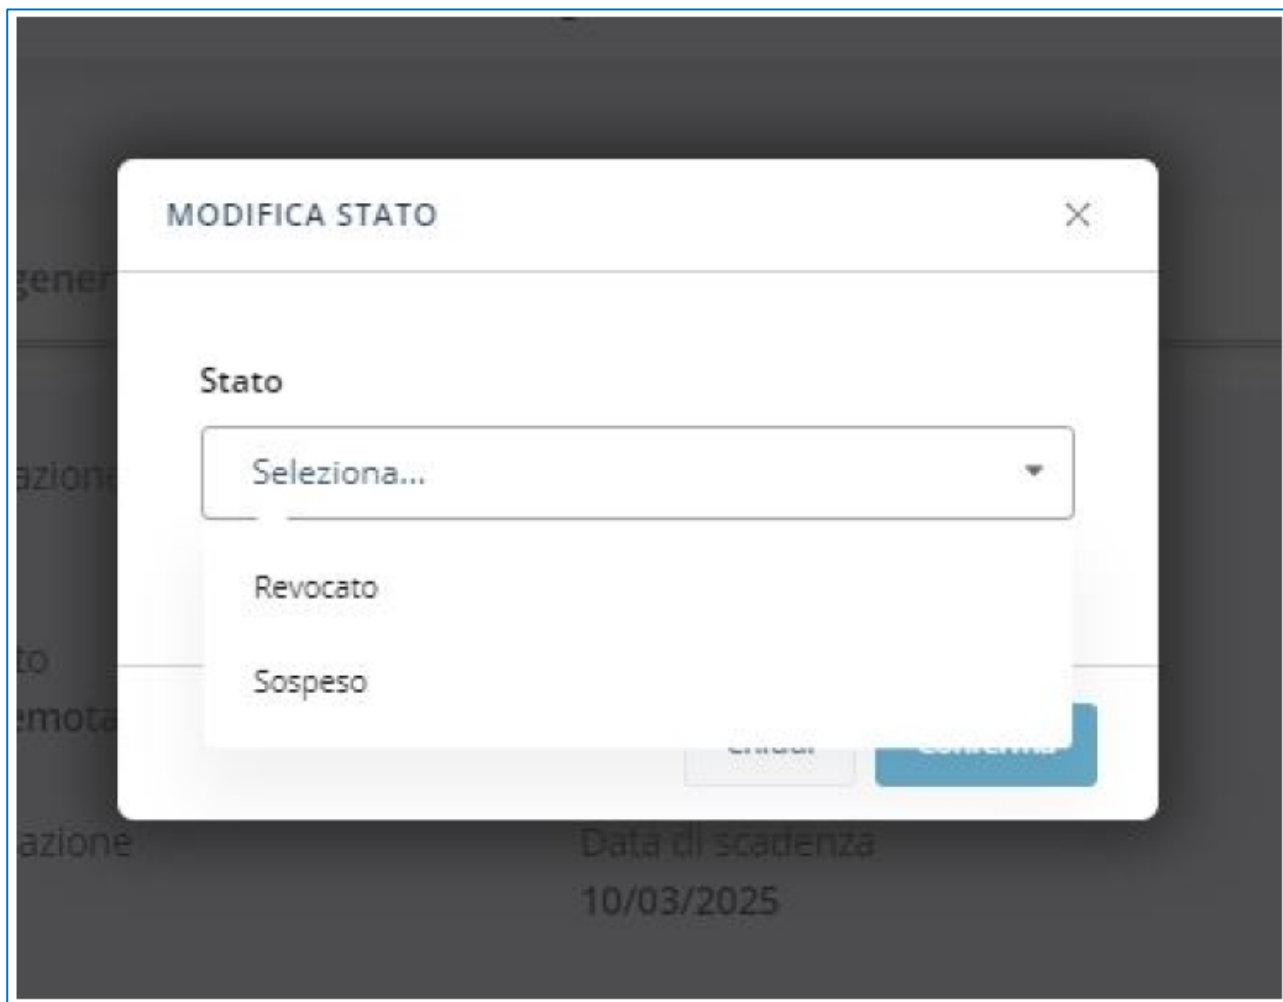 MODIFICA STATO
Stato
Seleziona...
Revocato
Sospeso
Data di scadenza
10/03/2025